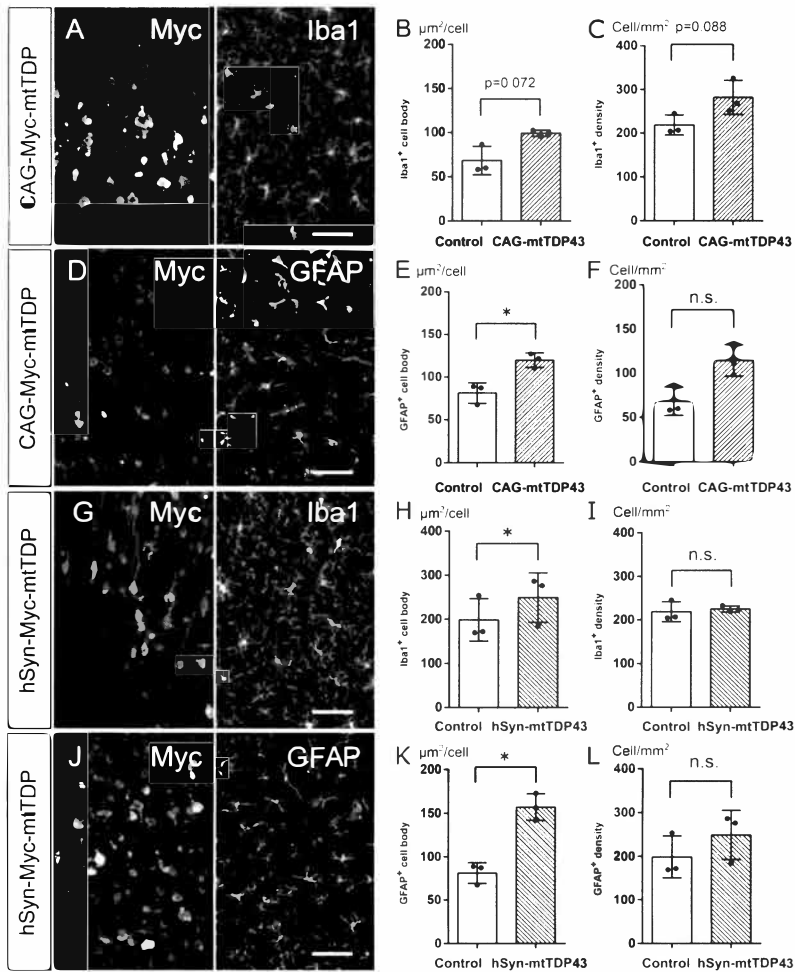 CAG-Myc-mtTDP
A Myc Iba1
B μm²/cell
200
150
100
50
0
Iba1⁺ cell body
p=0 072
Control CAG-mtTDP43
C Cell/mm² p=0.088
400
300
200
100
0
Iba1⁺ density
Control CAG-mtTDP43
CAG-Myc-mtTDP
D Myc GFAP
E μm²/cell
200
150
100
50
0
GFAP⁺ cell body
*
Control CAG-mtTDP43
F Cell/mm²
200
150
100
50
0
GFAP⁺ density
n.s.
Control CAG-mtTDP43
hSyn-Myc-mtTDP
G Myc Iba1
H μm²/cell
400
300
200
100
0
Iba1⁺ cell body
*
Control hSyn-mtTDP43
I Cell/mm²
400
300
200
100
0
Iba1⁺ density
n.s.
Control hSyn-mtTDP43
hSyn-Myc-mtTDP
J Myc GFAP
K μm²/cell
200
150
100
50
0
GFAP⁺ cell body
*
Control hSyn-mtTDP43
L Cell/mm²
400
300
200
100
0
GFAP⁺ density
n.s.
Control hSyn-mtTDP43